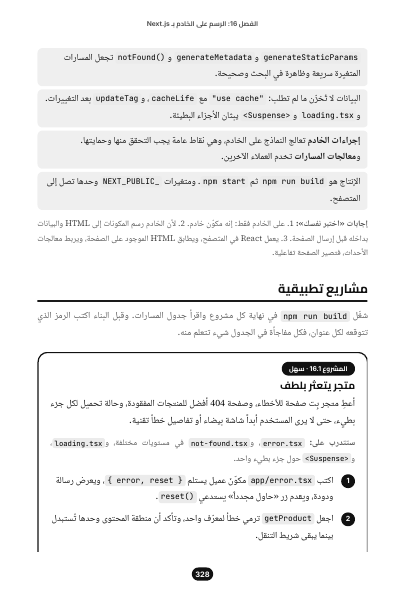 الفصل 16: الرسم على الخادم بـ Next.js
generateStaticParams و generateMetadata و notFound() تجعل المسارات
المتغيرة سريعة وظاهرة في البحث وصحيحة.
البيانات لا تُخزَّن ما لم تطلب: "use cache" مع cacheLife، و updateTag بعد التغييرات.
و loading.tsx و <Suspense> يبثان الأجزاء البطيئة.
إجراءات الخادم تعالج النماذج على الخادم، وهي نقاط عامة يجب التحقق منها وحمايتها.
ومعالجات المسارات تخدم العملاء الآخرين.
الإنتاج هو npm run build ثم npm start. ومتغيرات NEXT_PUBLIC_ وحدها تصل إلى
المتصفح.
إجابات «اختبر نفسك»: 1. على الخادم فقط: إنه مكوّن خادم. 2. لأن الخادم رسم المكونات إلى HTML والبيانات
بداخله قبل إرسال الصفحة. 3. يعمل React في المتصفح، ويطابق HTML الموجود على الصفحة، ويربط معالجات
الأحداث، فتصير الصفحة تفاعلية.
مشاريع تطبيقية
شغّل npm run build في نهاية كل مشروع واقرأ جدول المسارات. وقبل البناء اكتب الرمز الذي
تتوقعه لكل عنوان، فكل مفاجأة في الجدول شيء تتعلم منه.
المشروع 16.1 · سهل
متجر يتعثر بلطف
أعطِ متجر بِت صفحة للأخطاء، وصفحة 404 أفضل للمنتجات المفقودة، وحالة تحميل لكل جزء
بطيء، حتى لا يرى المستخدم أبداً شاشة بيضاء أو تفاصيل خطأ تقنية.
ستتدرب على: error.tsx، و not-found.tsx في مستويات مختلفة، و loading.tsx،
و <Suspense> حول جزء بطيء واحد.
1 اكتب app/error.tsx مكوّن عميل يستلم { error, reset }، ويعرض رسالة
ودودة، ويقدم زر «حاول مجدداً» يستدعي reset().
2 اجعل getProduct ترمي خطأ لمعرّف واحد، وتأكد أن منطقة المحتوى وحدها تُستبدل
بينما يبقى شريط التنقل.
328